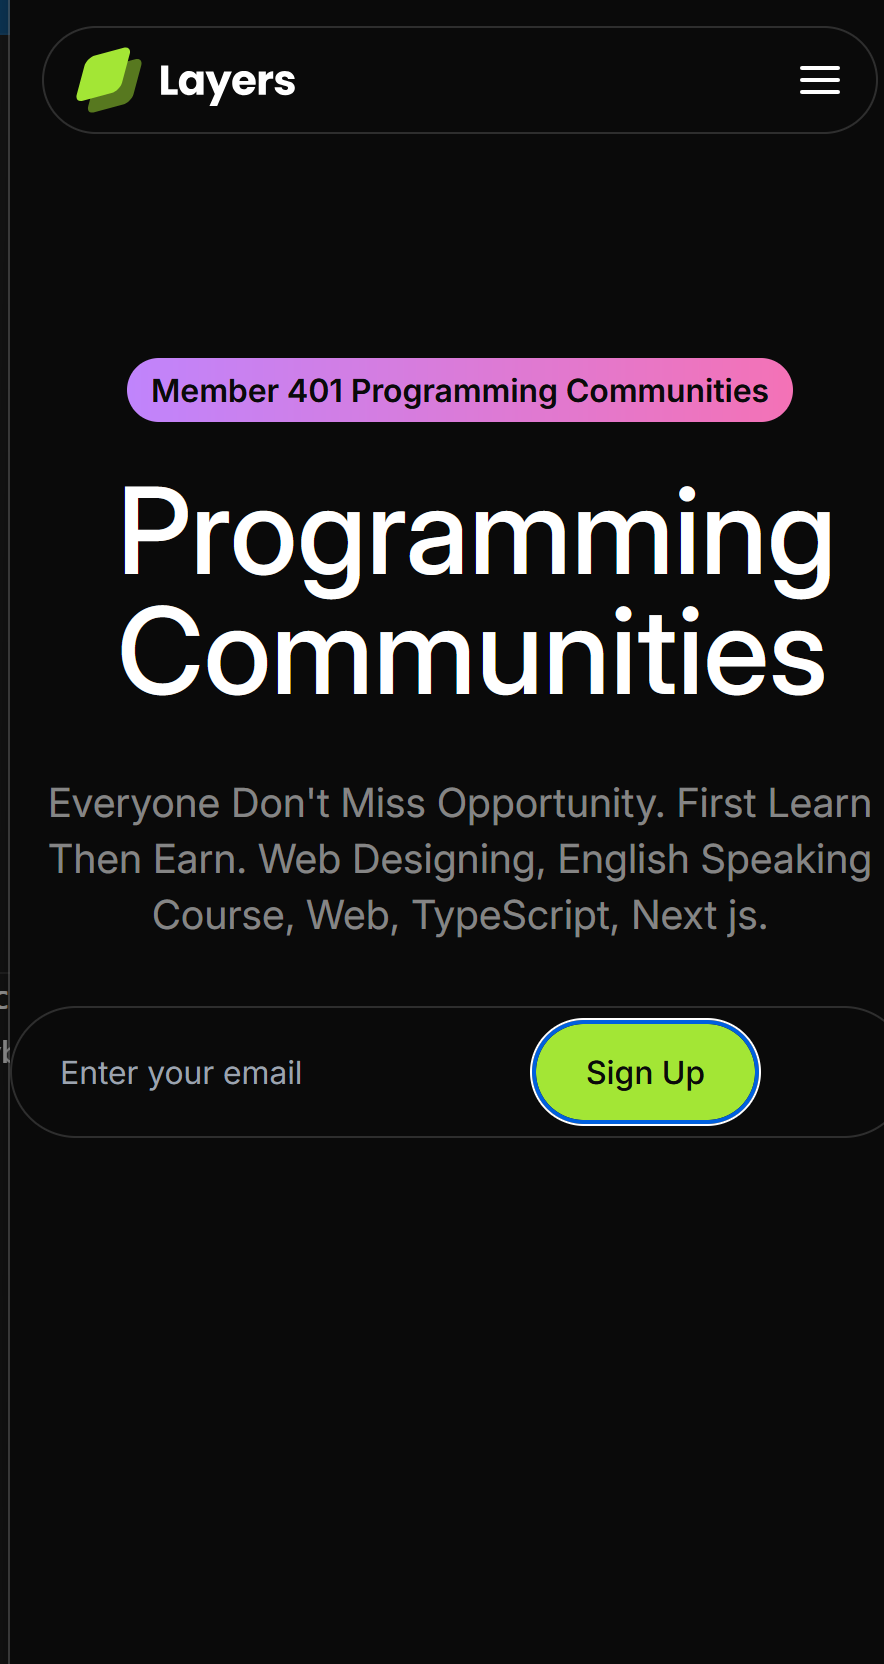 Layers
Member 401 Programming Communities
Programming
Communities
Everyone Don't Miss Opportunity. First Learn
Then Earn. Web Designing, English Speaking
Course, Web, TypeScript, Next js.
Enter your email
Sign Up